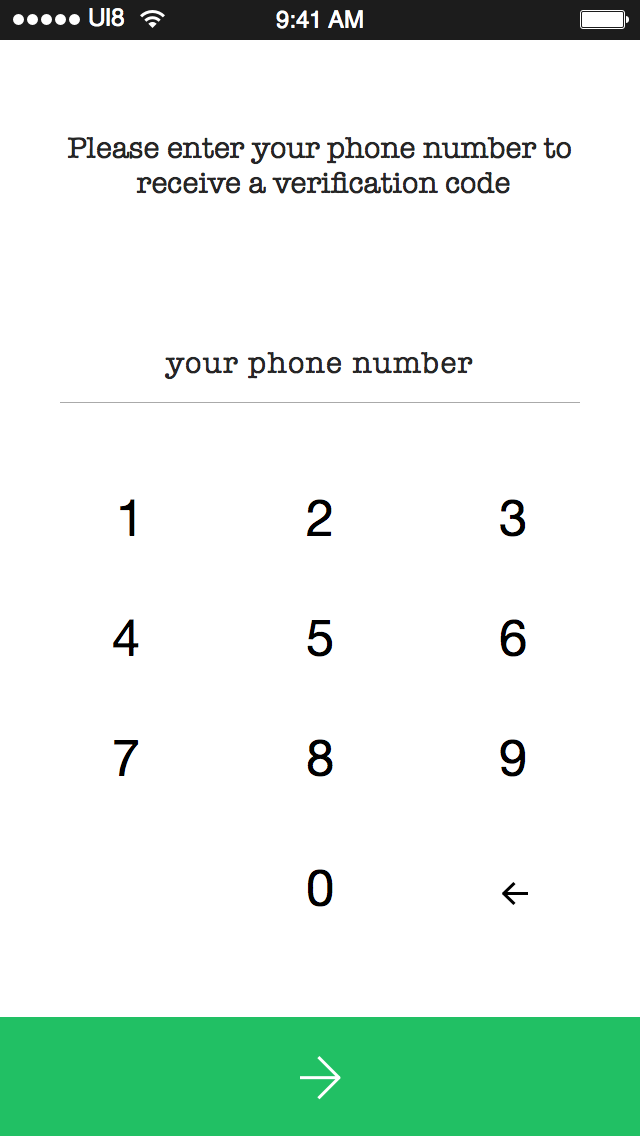 UI8 9:41 AM
Please enter your phone number to
receive a verification code
your phone number
1 2 3
4 5 6
7 8 9
0